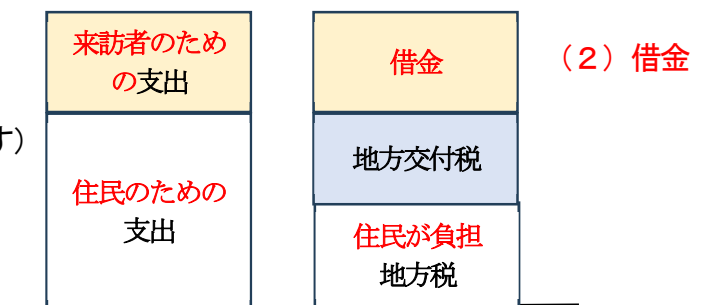 す)
来訪者のため
の支出
住民のための
支出
借金
地方交付税
住民が負担
地方税
（２）借金